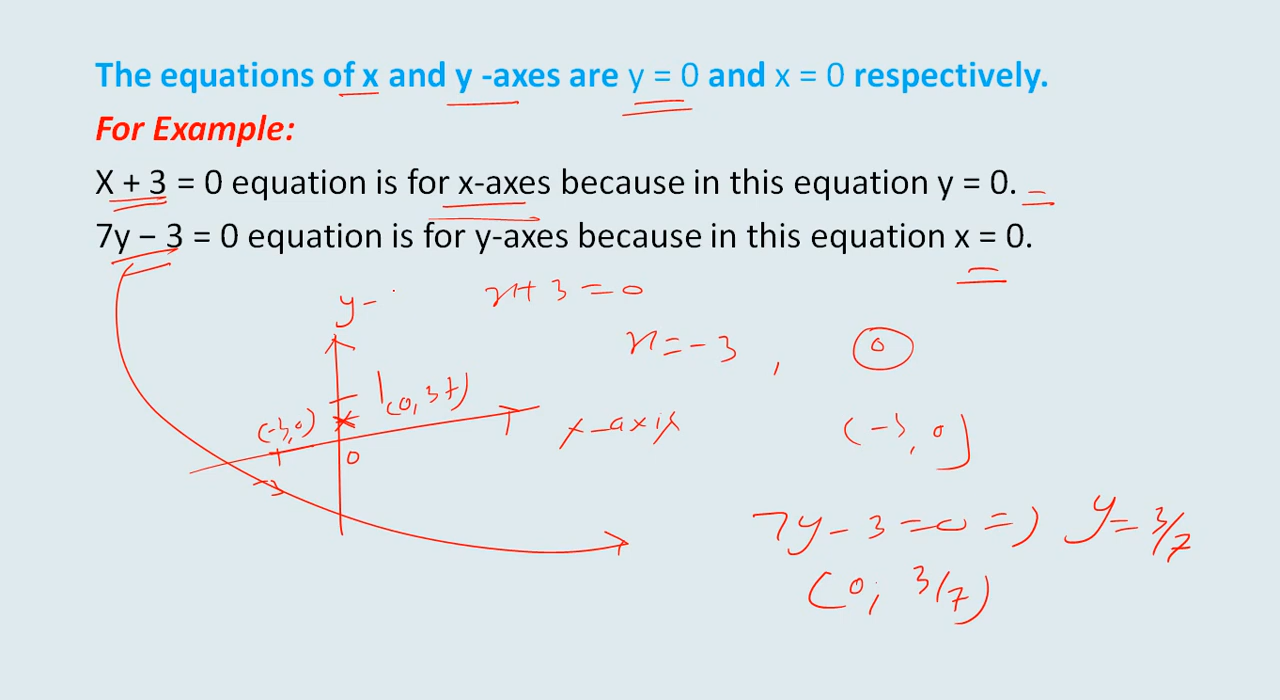 The equations of x and y -axes are y = 0 and x = 0 respectively.
For Example:
X + 3 = 0 equation is for x-axes because in this equation y = 0.
7y − 3 = 0 equation is for y-axes because in this equation x = 0.
y-
x+3=0
x=-3, 0
(-3,0)
x-axis
(-3,0]
0
-3
7y-3=0=) y=3/7
(0, 3/7)